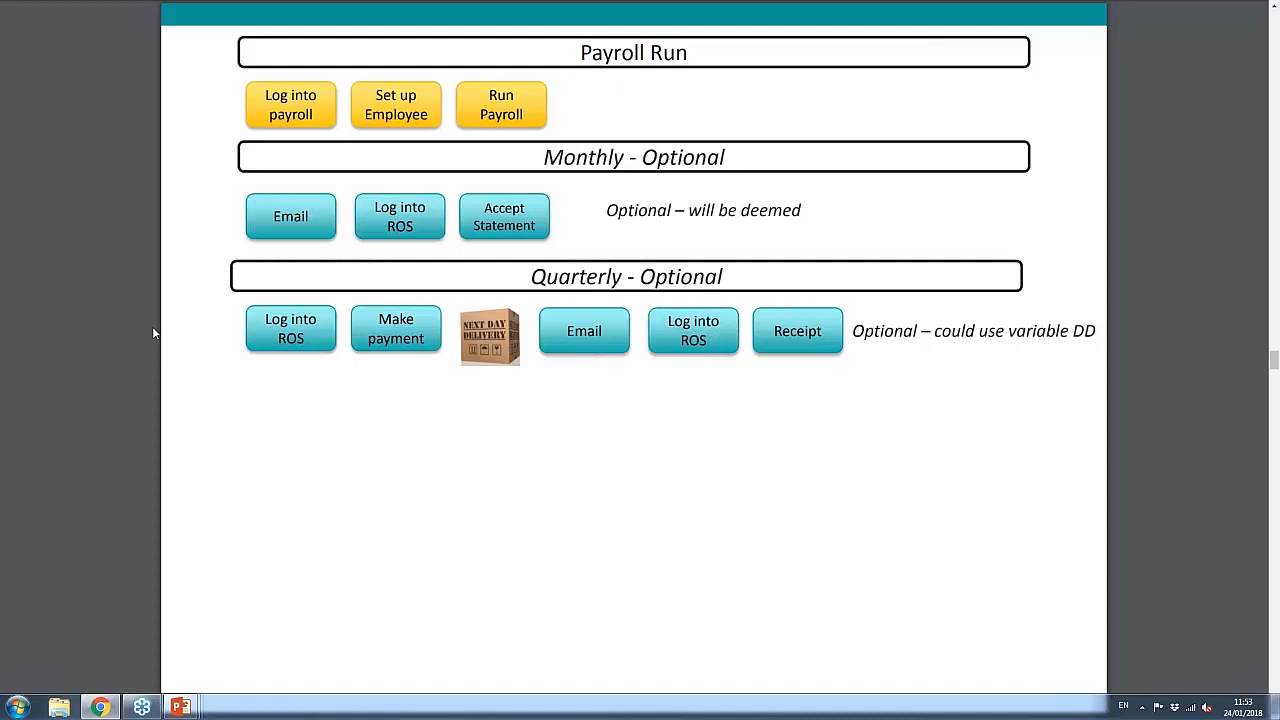 Payroll Run
Log into
payroll
Set up
Employee
Run
Payroll
Monthly - Optional
Email
Log into
ROS
Accept
Statement
Optional – will be deemed
Quarterly - Optional
Log into
ROS
Make
payment
NEXT DAY
DELIVERY
Email
Log into
ROS
Receipt
Optional – could use variable DD
EN
11:53
24/01/2018